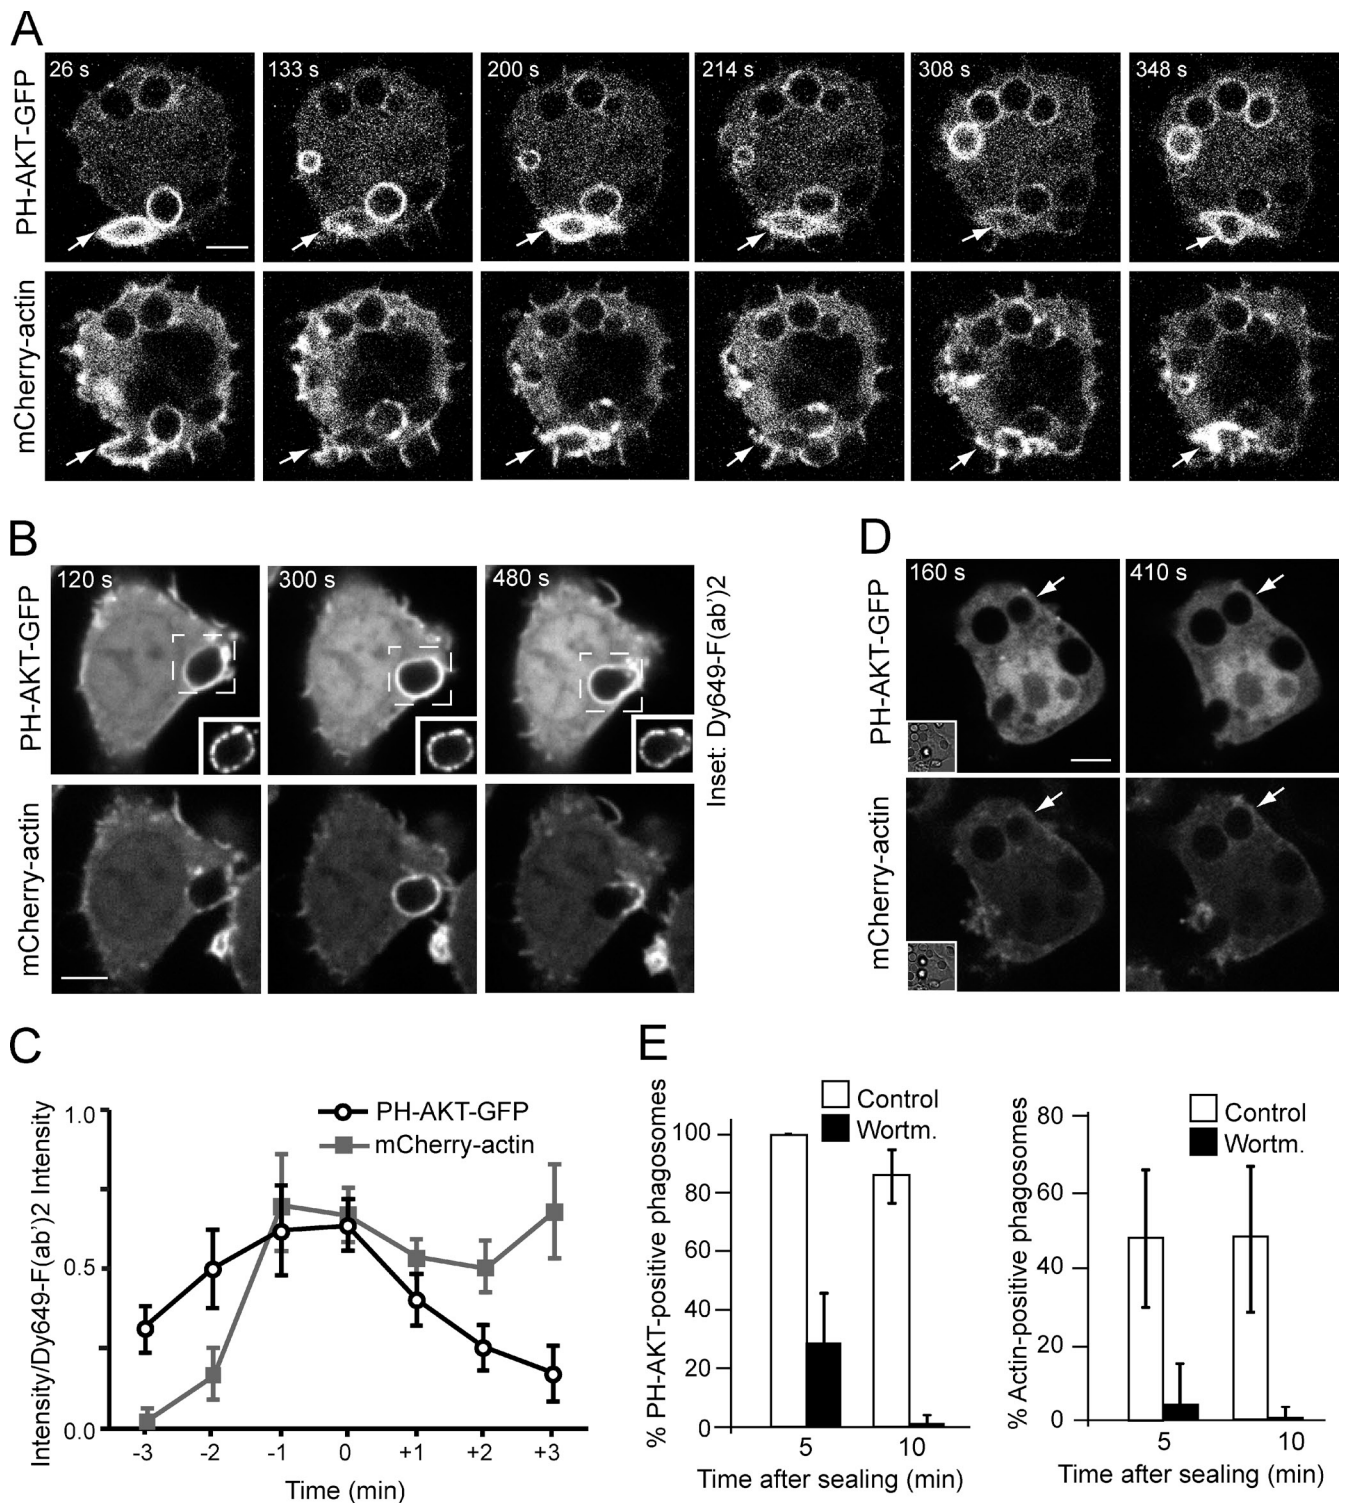 A
PH-AKT-GFP
26 s
133 s
200 s
214 s
308 s
348 s
mCherry-actin
B
PH-AKT-GFP
120 s
300 s
480 s
Inset: Dy649-F(ab')2
mCherry-actin
D
PH-AKT-GFP
160 s
410 s
mCherry-actin
C
Intensity/Dy649-F(ab')2 Intensity
1.0
0.5
0.0
PH-AKT-GFP
mCherry-actin
-3 -2 -1 0 +1 +2 +3
Time (min)
E
% PH-AKT-positive phagosomes
100
80
60
40
20
0
Control
Wortm.
5 10
Time after sealing (min)
% Actin-positive phagosomes
80
60
40
20
0
Control
Wortm.
5 10
Time after sealing (min)